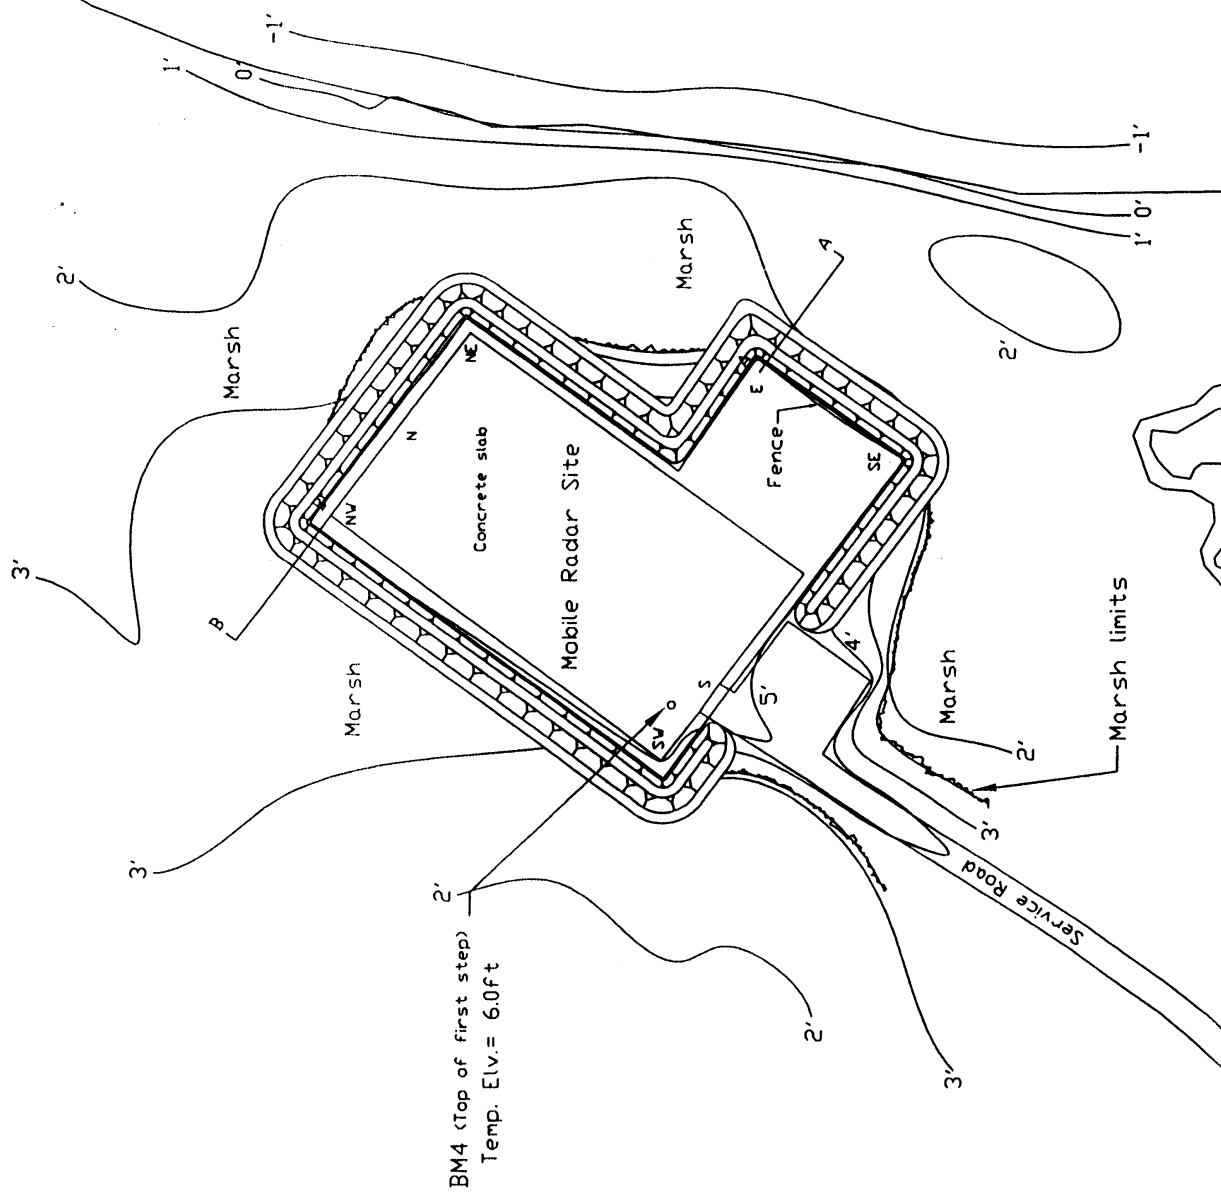 -1'
1'
0'
2'
Marsh
Marsh
A
2'
1'
0'
-1'
3'
NE
N
NW
E
Fence
SE
Concrete slab
Mobile Radar Site
B
Marsh
SW
S
5'
4'
Marsh
Marsh limits
2'
3'
3'
2'
BM4 (Top of first step)
Temp. Elv.= 6.0ft
Service Road
2'
3'